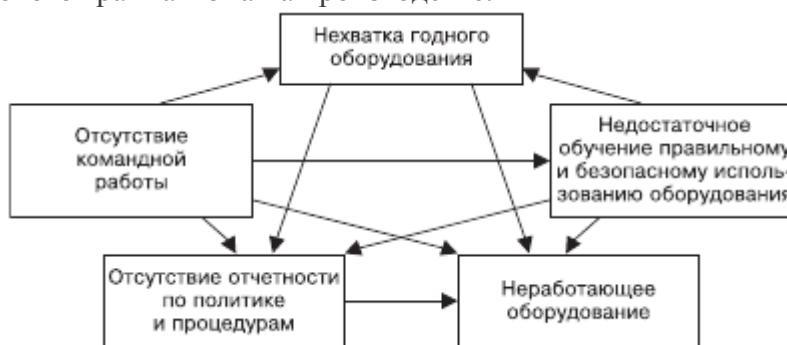 Нехватка годного
оборудования
Отсутствие
командной
работы
Недостаточное
обучение правильному
и безопасному исполь-
зованию оборудования
Отсутствие отчетности
по политике
и процедурам
Неработающее
оборудование